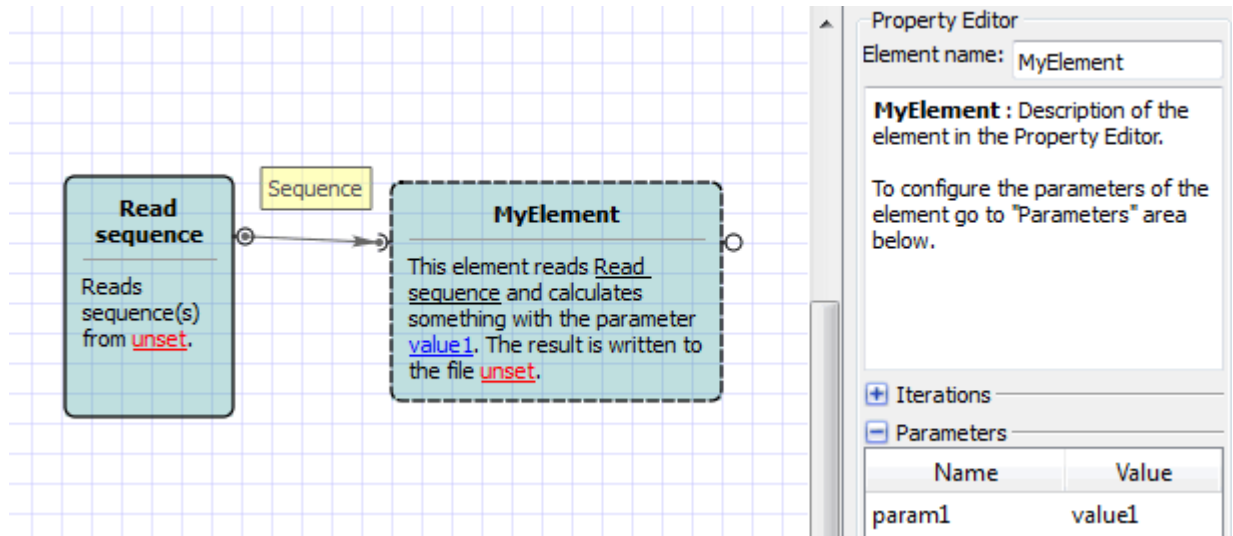 Read
sequence
Reads
sequence(s)
from unset.
Sequence
MyElement
This element reads Read
sequence and calculates
something with the parameter
value1. The result is written to
the file unset.
Property Editor
Element name: MyElement
MyElement : Description of the
element in the Property Editor.
To configure the parameters of the
element go to "Parameters" area
below.
Iterations
Parameters
Name Value
param1 value1